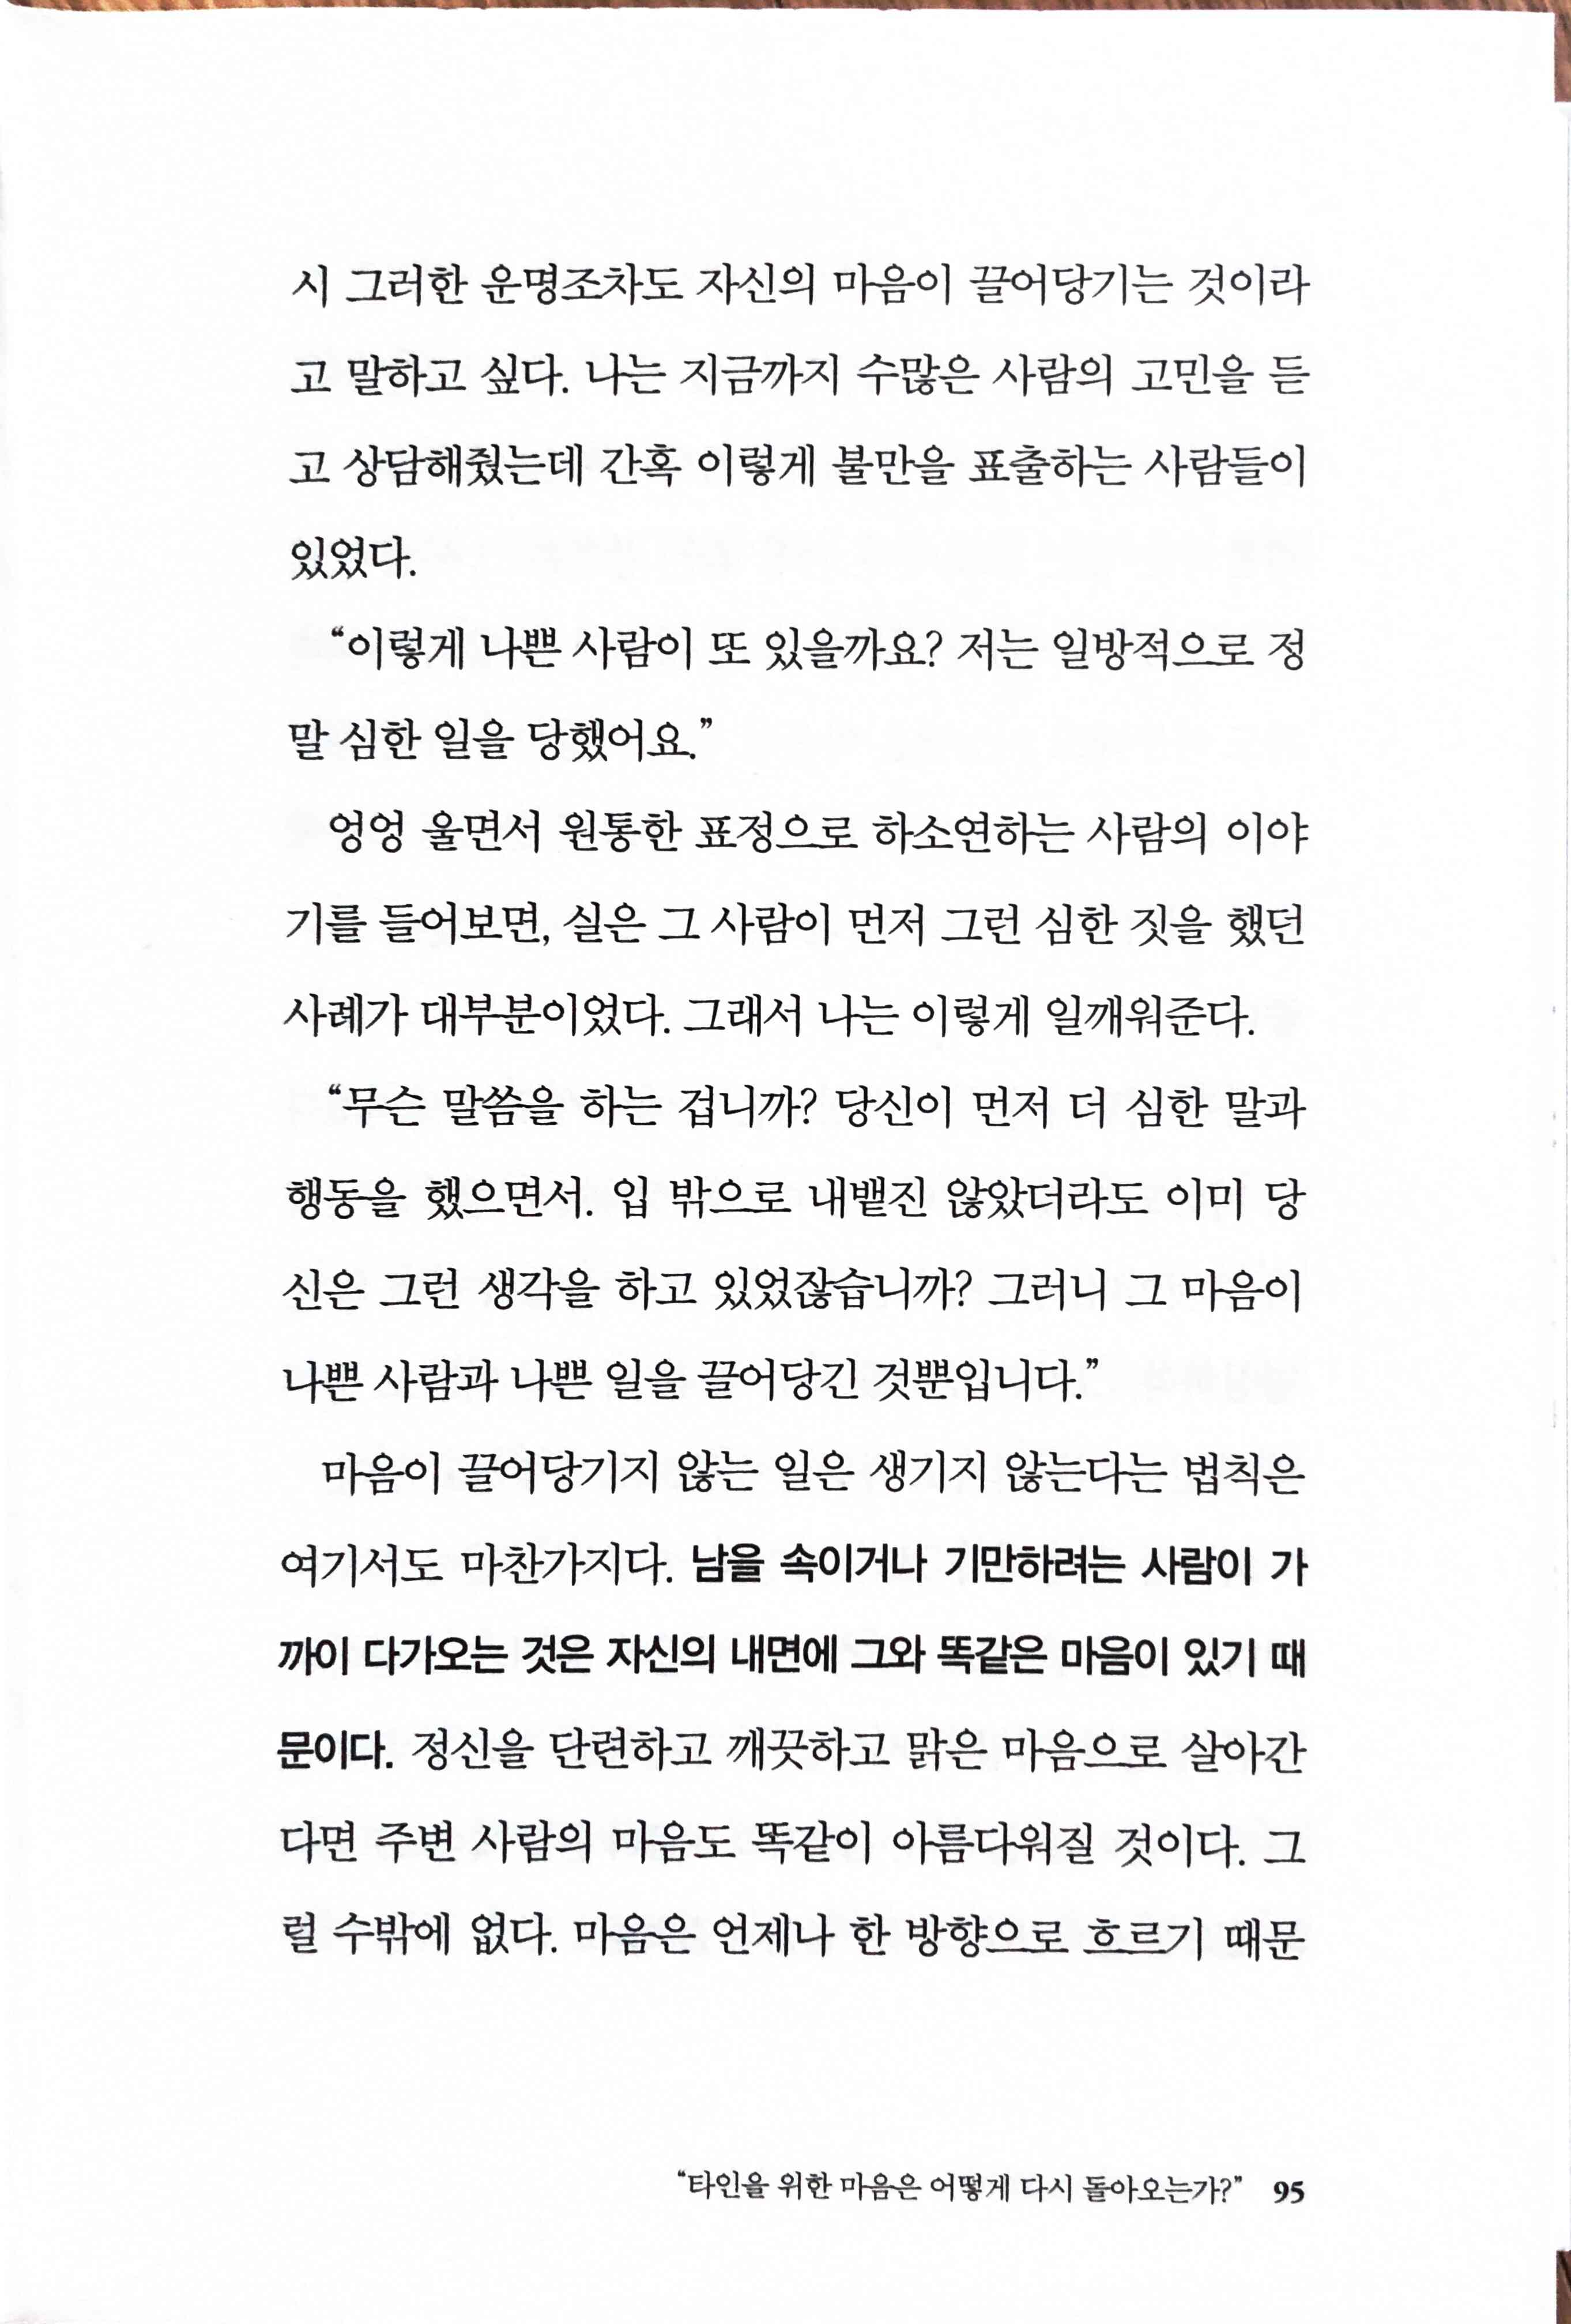 시 그러한 운명조차도 자신의 마음이 끌어당기는 것이라
고 말하고 싶다. 나는 지금까지 수많은 사람의 고민을 듣
고 상담해줬는데 간혹 이렇게 불만을 표출하는 사람들이
있었다.
“이렇게 나쁜 사람이 또 있을까요? 저는 일방적으로 정
말 심한 일을 당했어요.”
엉엉 울면서 원통한 표정으로 하소연하는 사람의 이야
기를 들어보면, 실은 그 사람이 먼저 그런 심한 짓을 했던
사례가 대부분이었다. 그래서 나는 이렇게 일깨워준다.
“무슨 말씀을 하는 겁니까? 당신이 먼저 더 심한 말과
행동을 했으면서. 입 밖으로 내뱉진 않았더라도 이미 당
신은 그런 생각을 하고 있었잖습니까? 그러니 그 마음이
나쁜 사람과 나쁜 일을 끌어당긴 것뿐입니다.”
마음이 끌어당기지 않는 일은 생기지 않는다는 법칙은
여기서도 마찬가지다. 남을 속이거나 기만하려는 사람이 가
까이 다가오는 것은 자신의 내면에 그와 똑같은 마음이 있기 때
문이다. 정신을 단련하고 깨끗하고 맑은 마음으로 살아간
다면 주변 사람의 마음도 똑같이 아름다워질 것이다. 그
럴 수밖에 없다. 마음은 언제나 한 방향으로 흐르기 때문
“타인을 위한 마음은 어떻게 다시 돌아오는가?” 95